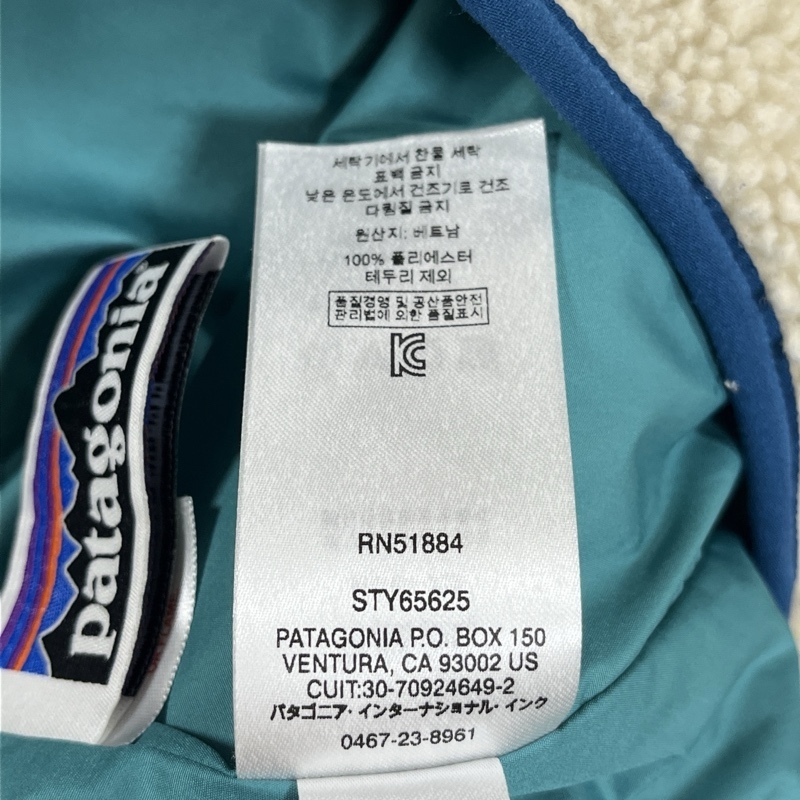 patagonia®
세탁기에서 찬물 세탁
표백 금지
낮은 온도에서 건조기로 건조
다림질 금지
원산지: 베트남
100% 폴리에스터
테두리 제외
품질경영 및 공산품안전
관리법에 의한 품질표시
KC
RN51884
STY65625
PATAGONIA P.O. BOX 150
VENTURA, CA 93002 US
CUIT:30-70924649-2
パタゴニア・インターナショナル・インク
0467-23-8961